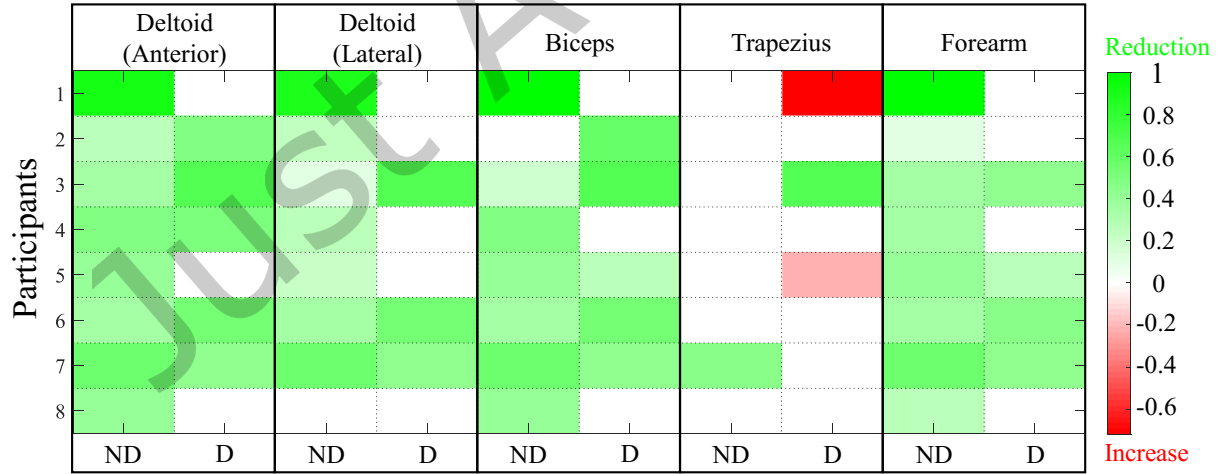 Deltoid
(Anterior)
Deltoid
(Lateral)
Biceps
Trapezius
Forearm
Reduction
Participants
1
2
3
4
5
6
7
8
1
0.8
0.6
0.4
0.2
0
-0.2
-0.4
-0.6
Increase
ND D ND D ND D ND D ND D
Just A